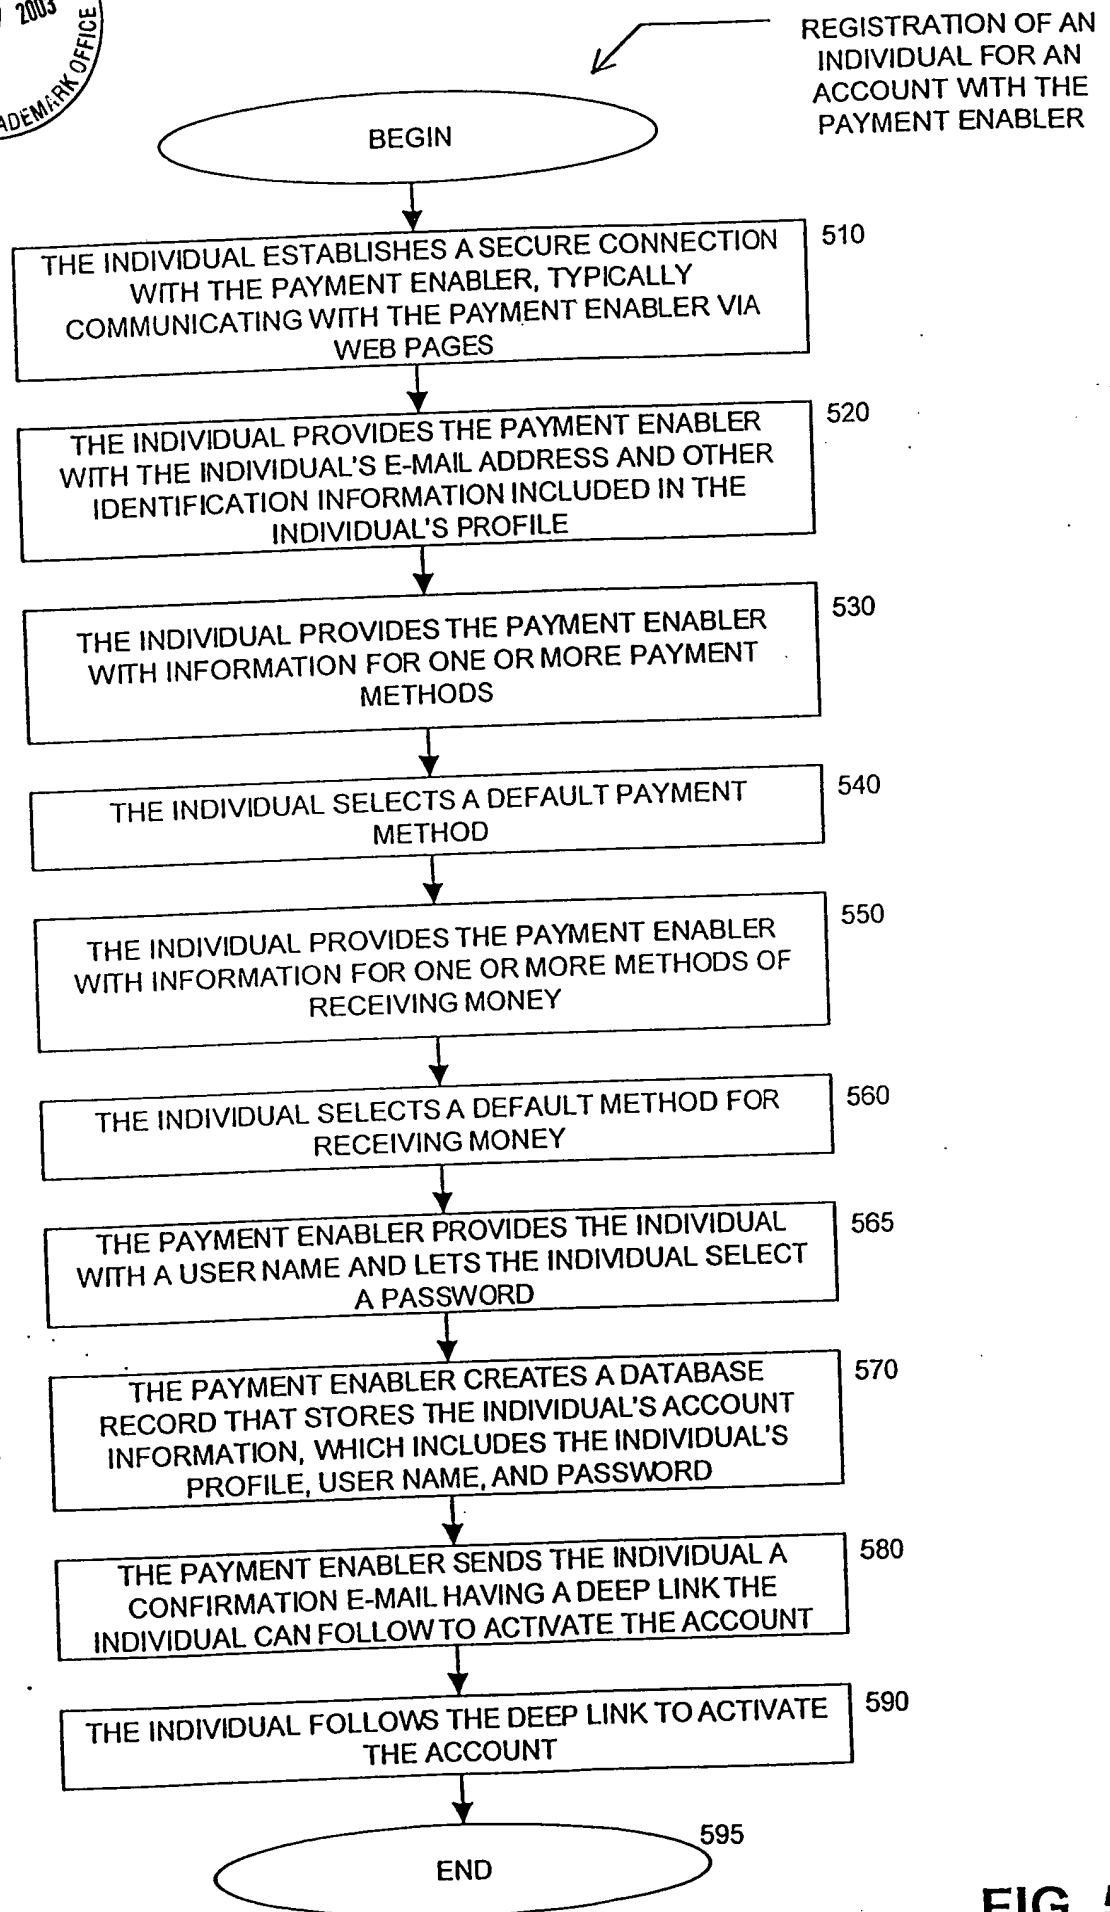 2003
TRADEMARK OFFICE
REGISTRATION OF AN
INDIVIDUAL FOR AN
ACCOUNT WITH THE
PAYMENT ENABLER
BEGIN
510
THE INDIVIDUAL ESTABLISHES A SECURE CONNECTION
WITH THE PAYMENT ENABLER, TYPICALLY
COMMUNICATING WITH THE PAYMENT ENABLER VIA
WEB PAGES
520
THE INDIVIDUAL PROVIDES THE PAYMENT ENABLER
WITH THE INDIVIDUAL'S E-MAIL ADDRESS AND OTHER
IDENTIFICATION INFORMATION INCLUDED IN THE
INDIVIDUAL'S PROFILE
530
THE INDIVIDUAL PROVIDES THE PAYMENT ENABLER
WITH INFORMATION FOR ONE OR MORE PAYMENT
METHODS
540
THE INDIVIDUAL SELECTS A DEFAULT PAYMENT
METHOD
550
THE INDIVIDUAL PROVIDES THE PAYMENT ENABLER
WITH INFORMATION FOR ONE OR MORE METHODS OF
RECEIVING MONEY
560
THE INDIVIDUAL SELECTS A DEFAULT METHOD FOR
RECEIVING MONEY
565
THE PAYMENT ENABLER PROVIDES THE INDIVIDUAL
WITH A USER NAME AND LETS THE INDIVIDUAL SELECT
A PASSWORD
570
THE PAYMENT ENABLER CREATES A DATABASE
RECORD THAT STORES THE INDIVIDUAL'S ACCOUNT
INFORMATION, WHICH INCLUDES THE INDIVIDUAL'S
PROFILE, USER NAME, AND PASSWORD
580
THE PAYMENT ENABLER SENDS THE INDIVIDUAL A
CONFIRMATION E-MAIL HAVING A DEEP LINK THE
INDIVIDUAL CAN FOLLOW TO ACTIVATE THE ACCOUNT
590
THE INDIVIDUAL FOLLOWS THE DEEP LINK TO ACTIVATE
THE ACCOUNT
595
END
FIG.